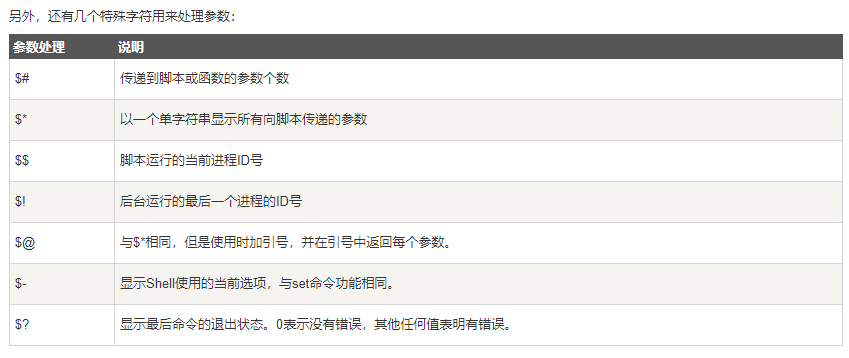 另外，还有几个特殊字符用来处理参数：
参数处理 说明
$# 传递到脚本或函数的参数个数
$* 以一个单字符串显示所有向脚本传递的参数
$$ 脚本运行的当前进程ID号
$! 后台运行的最后一个进程的ID号
$@ 与$*相同，但是使用时加引号，并在引号中返回每个参数。
$- 显示Shell使用的当前选项，与set命令功能相同。
$? 显示最后命令的退出状态。0表示没有错误，其他任何值表明有错误。